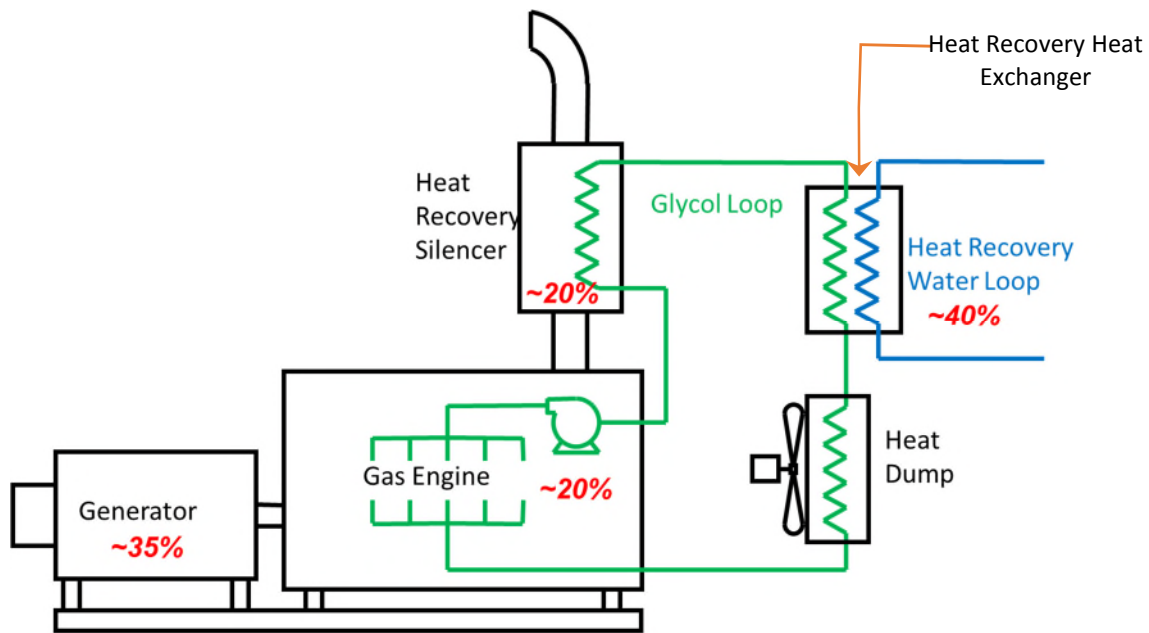 Heat Recovery Heat
Exchanger
Heat
Recovery
Silencer
~20%
Glycol Loop
Heat Recovery
Water Loop
~40%
Gas Engine
~20%
Heat
Dump
Generator
~35%